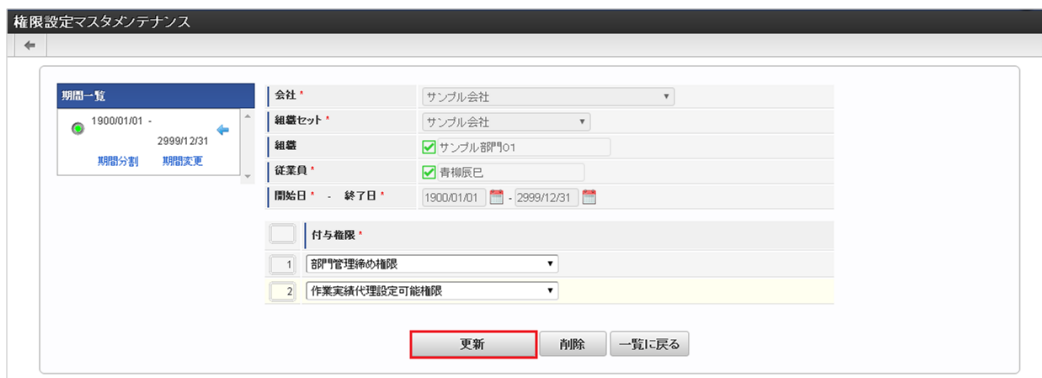 権限設定マスタメンテナンス
期間一覧
1900/01/01 -
2999/12/31
期間分割 期間変更
会社* サンプル会社
組織セット* サンプル会社
組織 サンプル部門01
従業員* 青柳辰巳
開始日* - 終了日* 1900/01/01 - 2999/12/31
付与権限*
1 部門管理締め権限
2 作業実績代理設定可能権限
更新 削除 一覧に戻る